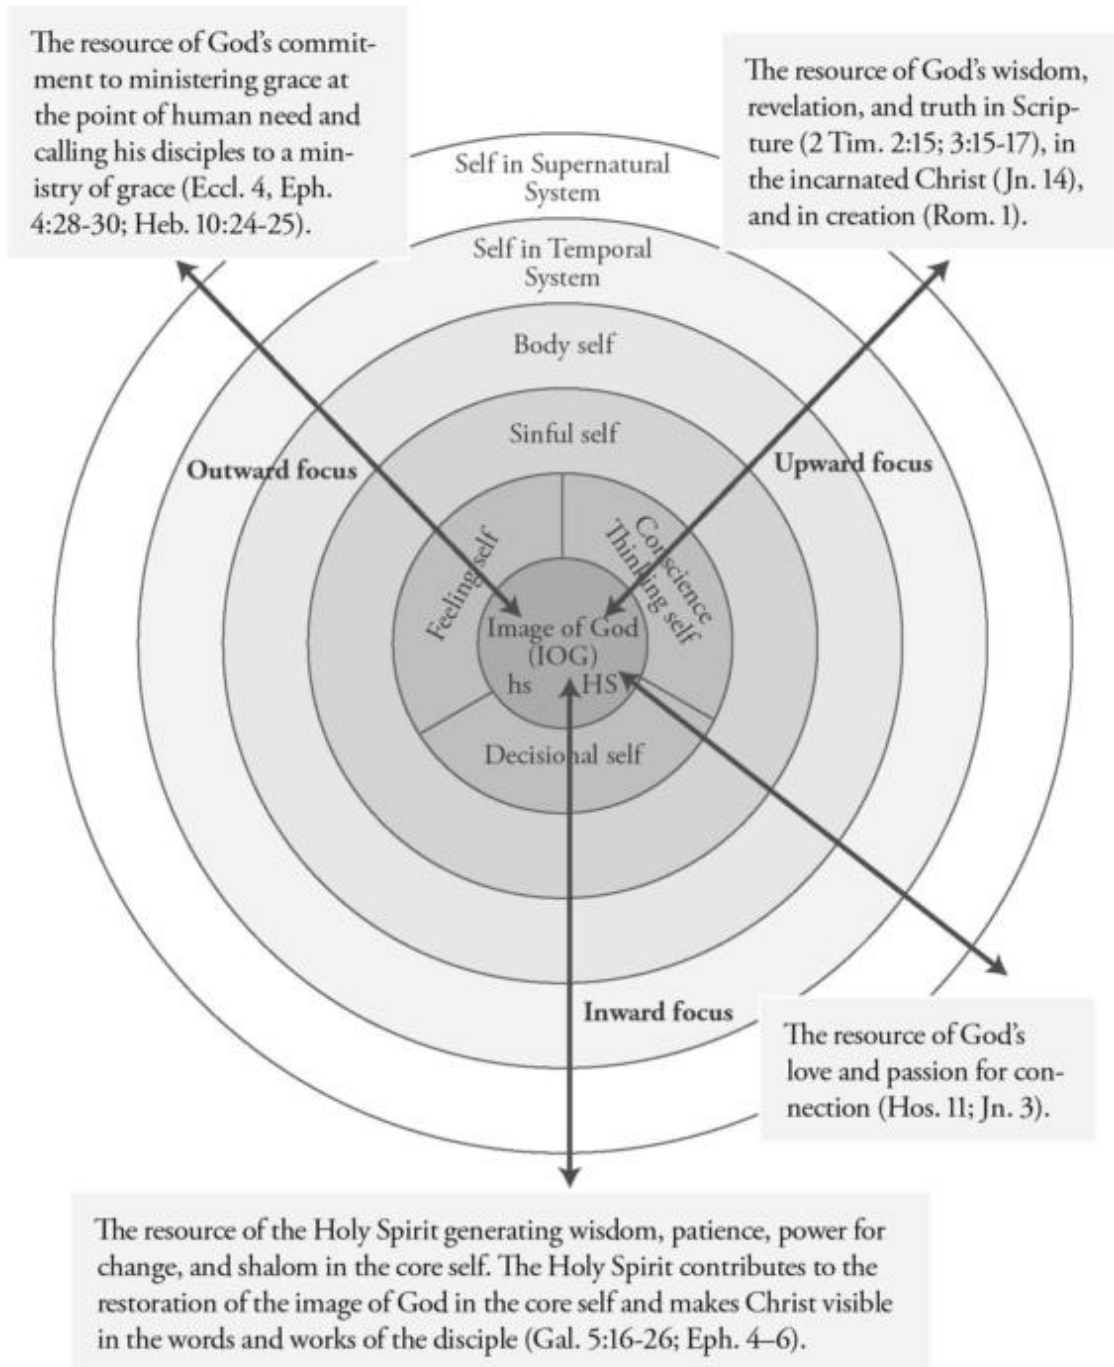 The resource of God’s commit-
ment to ministering grace at
the point of human need and
calling his disciples to a min-
istry of grace (Eccl. 4, Eph.
4:28-30; Heb. 10:24-25).
The resource of God’s wisdom,
revelation, and truth in Scrip-
ture (2 Tim. 2:15; 3:15-17), in
the incarnated Christ (Jn. 14),
and in creation (Rom. 1).
Self in Supernatural
System
Self in Temporal
System
Body self
Sinful self
Outward focus
Upward focus
Feeling self
Conscience
Thinking self
Image of God
(IOG)
hs HS
Decisional self
Inward focus
The resource of God’s
love and passion for con-
nection (Hos. 11; Jn. 3).
The resource of the Holy Spirit generating wisdom, patience, power for
change, and shalom in the core self. The Holy Spirit contributes to the
restoration of the image of God in the core self and makes Christ visible
in the words and works of the disciple (Gal. 5:16-26; Eph. 4–6).